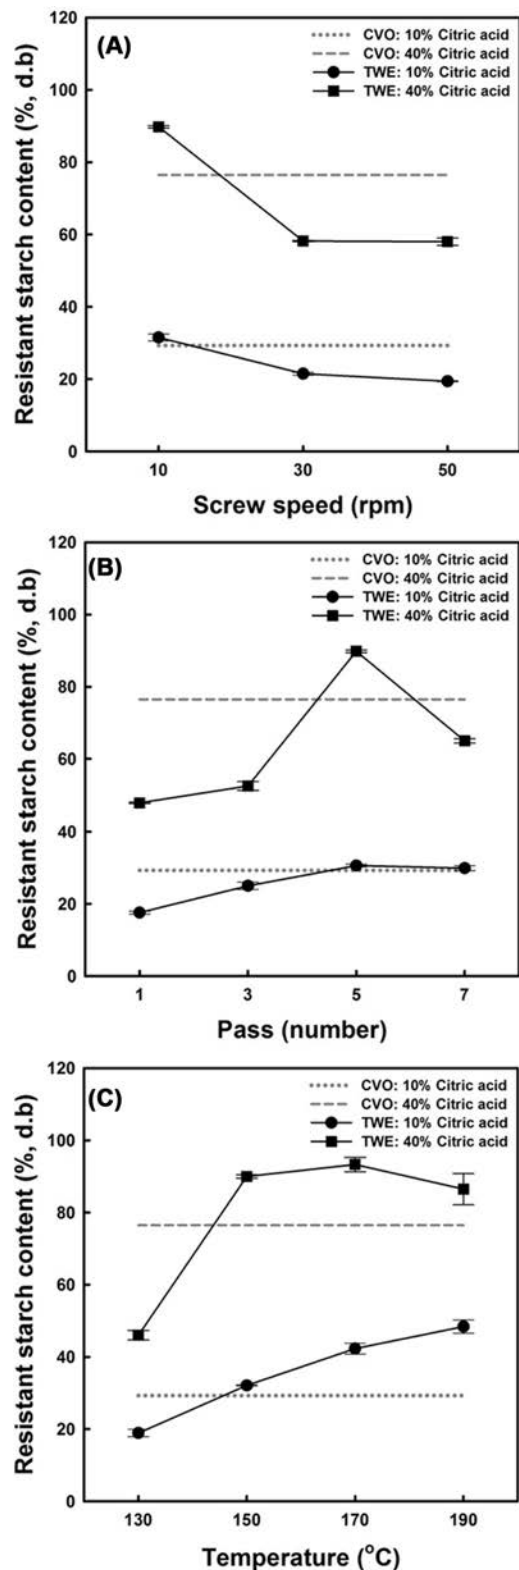 (A)
CVO: 10% Citric acid
CVO: 40% Citric acid
TWE: 10% Citric acid
TWE: 40% Citric acid
Resistant starch content (%, d.b)
120
100
80
60
40
20
0
10 30 50
Screw speed (rpm)
(B)
CVO: 10% Citric acid
CVO: 40% Citric acid
TWE: 10% Citric acid
TWE: 40% Citric acid
Resistant starch content (%, d.b)
120
100
80
60
40
20
0
1 3 5 7
Pass (number)
(C)
CVO: 10% Citric acid
CVO: 40% Citric acid
TWE: 10% Citric acid
TWE: 40% Citric acid
Resistant starch content (%, d.b)
120
100
80
60
40
20
0
130 150 170 190
Temperature (°C)